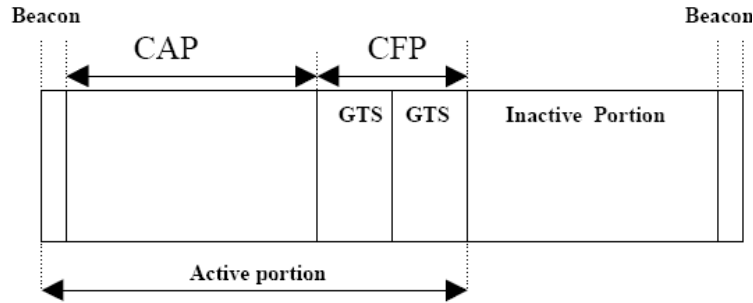 Beacon
Beacon
CAP
CFP
GTS
GTS
Inactive Portion
Active portion